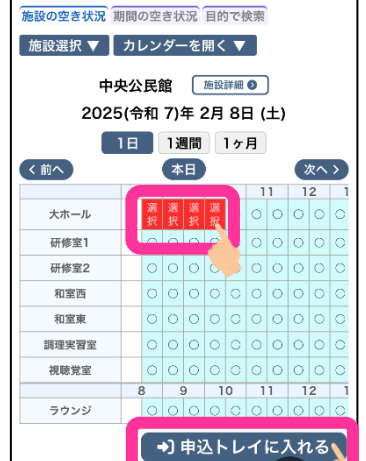 施設の空き状況 期間の空き状況 目的で検索
施設選択 ▼ カレンダーを開く ▼
中央公民館 施設詳細
2025(令和 7)年 2月 8日 (土)
1日 1週間 1ヶ月
< 前へ 本日 次へ >
11 12 1
大ホール 選択 選択 選択 選択 ○ ○ ○ ○ ○
研修室1 ○ ○ ○ ○ ○ ○ ○ ○ ○ ○
研修室2 ○ ○ ○ ○ ○ ○ ○ ○ ○
和室西 ○ ○ ○ ○ ○ ○ ○ ○ ○ ○
和室東 ○ ○ ○ ○ ○ ○ ○ ○ ○ ○
調理実習室 ○ ○ ○ ○ ○ ○ ○ ○ ○ ○
視聴覚室 ○ ○ ○ ○ ○ ○ ○ ○ ○ ○
8 9 10 11 12 1
ラウンジ ○ ○ ○ ○ ○ ○ ○ ○ ○ ○
申込トレイに入れる